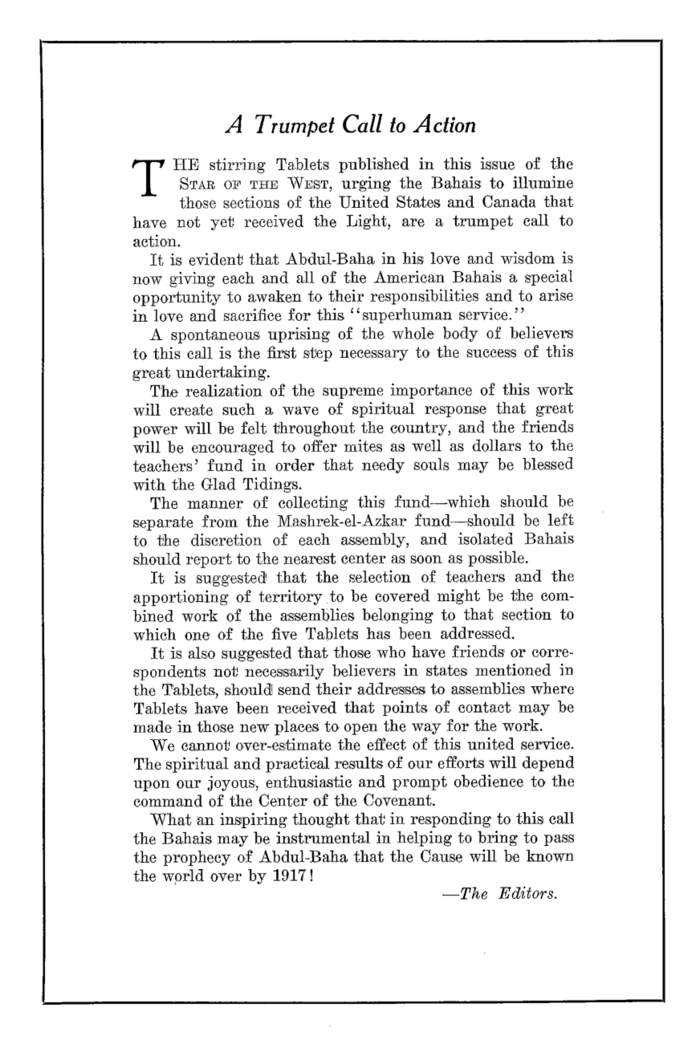 A Trumpet Call to Action
THE stirring Tablets published in this issue of the
STAR OF THE WEST, urging the Bahais to illumine
those sections of the United States and Canada that
have not yet received the Light, are a trumpet call to
action.
It is evident that Abdul-Baha in his love and wisdom is
now giving each and all of the American Bahais a special
opportunity to awaken to their responsibilities and to arise
in love and sacrifice for this "superhuman service."
A spontaneous uprising of the whole body of believers
to this call is the first step necessary to the success of this
great undertaking.
The realization of the supreme importance of this work
will create such a wave of spiritual response that great
power will be felt throughout the country, and the friends
will be encouraged to offer mites as well as dollars to the
teachers' fund in order that needy souls may be blessed
with the Glad Tidings.
The manner of collecting this fund—which should be
separate from the Mashrek-el-Azkar fund—should be left
to the discretion of each assembly, and isolated Bahais
should report to the nearest center as soon as possible.
It is suggested that the selection of teachers and the
apportioning of territory to be covered might be the com-
bined work of the assemblies belonging to that section to
which one of the five Tablets has been addressed.
It is also suggested that those who have friends or corre-
spondents not necessarily believers in states mentioned in
the Tablets, should send their addresses to assemblies where
Tablets have been received that points of contact may be
made in those new places to open the way for the work.
We cannot over-estimate the effect of this united service.
The spiritual and practical results of our efforts will depend
upon our joyous, enthusiastic and prompt obedience to the
command of the Center of the Covenant.
What an inspiring thought that in responding to this call
the Bahais may be instrumental in helping to bring to pass
the prophecy of Abdul-Baha that the Cause will be known
the world over by 1917!
—The Editors.